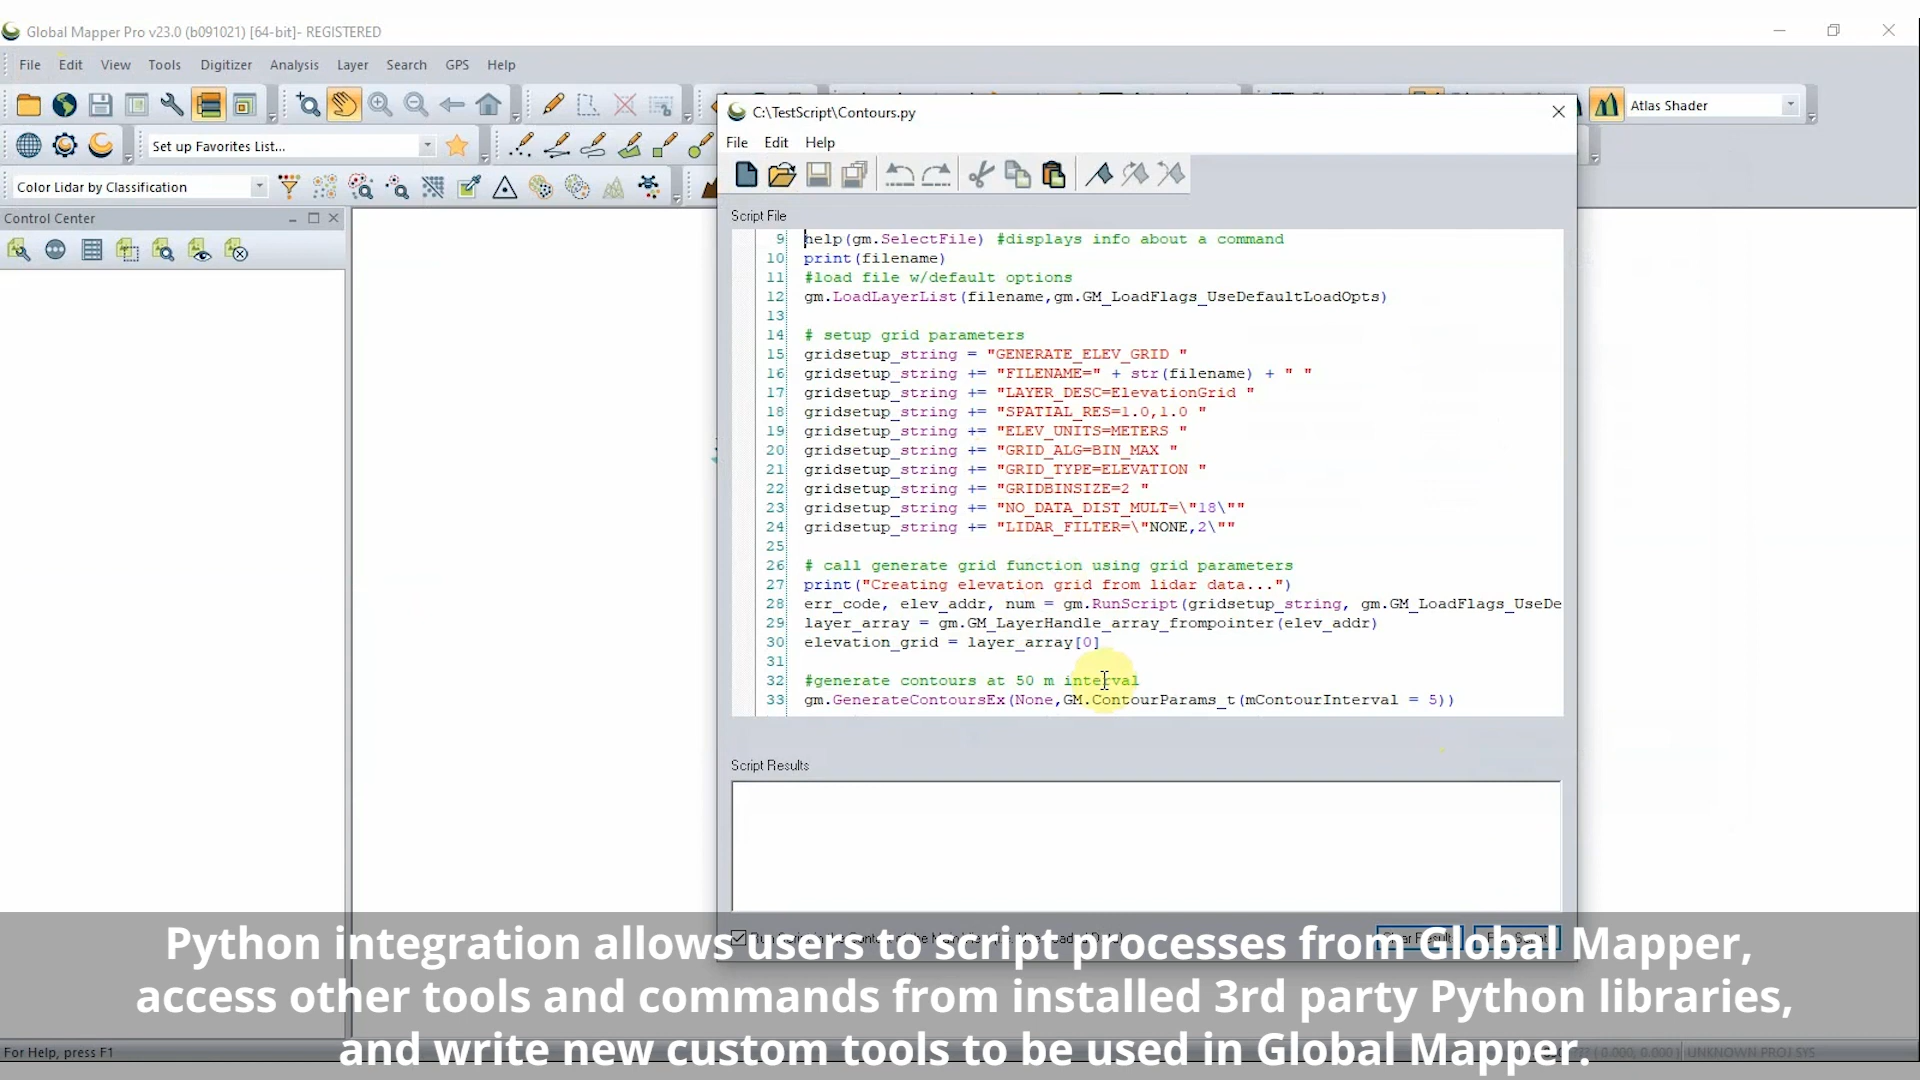 Global Mapper Pro v23.0 (b091021) [64-bit]- REGISTERED
File Edit View Tools Digitizer Analysis Layer Search GPS Help
Atlas Shader
Set up Favorites List...
Color Lidar by Classification
Control Center
C:\TestScript\Contours.py
File Edit Help
Script File
9 help(gm.SelectFile) #displays info about a command
10 print(filename)
11 #load file w/default options
12 gm.LoadLayerList(filename,gm.GM_LoadFlags_UseDefaultLoadOpts)
13
14 # setup grid parameters
15 gridsetup_string = "GENERATE_ELEV_GRID "
16 gridsetup_string += "FILENAME=" + str(filename) + " "
17 gridsetup_string += "LAYER_DESC=ElevationGrid "
18 gridsetup_string += "SPATIAL_RES=1.0,1.0 "
19 gridsetup_string += "ELEV_UNITS=METERS "
20 gridsetup_string += "GRID_ALG=BIN_MAX "
21 gridsetup_string += "GRID_TYPE=ELEVATION "
22 gridsetup_string += "GRIDBINSIZE=2 "
23 gridsetup_string += "NO_DATA_DIST_MULT=\"18\""
24 gridsetup_string += "LIDAR_FILTER=\"NONE,2\""
25
26 # call generate grid function using grid parameters
27 print("Creating elevation grid from lidar data...")
28 err_code, elev_addr, num = gm.RunScript(gridsetup_string, gm.GM_LoadFlags_UseDe
29 layer_array = gm.GM_LayerHandle_array_frompointer(elev_addr)
30 elevation_grid = layer_array[0]
31
32 #generate contours at 50 m interval
33 gm.GenerateContoursEx(None,GM.ContourParams_t(mContourInterval = 5))
Script Results
Python integration allows users to script processes from Global Mapper,
access other tools and commands from installed 3rd party Python libraries,
and write new custom tools to be used in Global Mapper.
For Help, press F1
UNKNOWN PROJ SYS